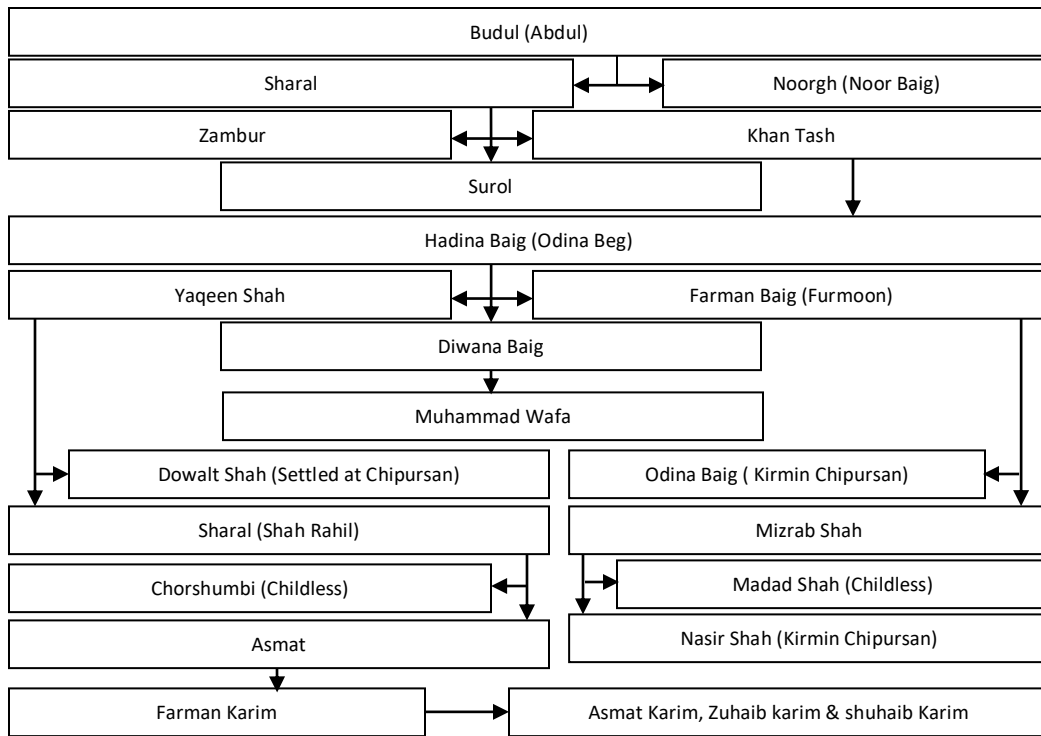 Budul (Abdul)
Sharal
Noorgh (Noor Baig)
Zambur
Khan Tash
Surol
Hadina Baig (Odina Beg)
Yaqeen Shah
Farman Baig (Furmoon)
Diwana Baig
Muhammad Wafa
Dowalt Shah (Settled at Chipursan)
Odina Baig ( Kirmin Chipursan)
Sharal (Shah Rahil)
Mizrab Shah
Chorshumbi (Childless)
Madad Shah (Childless)
Asmat
Nasir Shah (Kirmin Chipursan)
Farman Karim
Asmat Karim, Zuhaib karim & shuhaib Karim